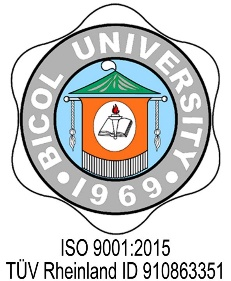 BICOL UNIVERSITY
1969
ISO 9001:2015
TÜV Rheinland ID 910863351